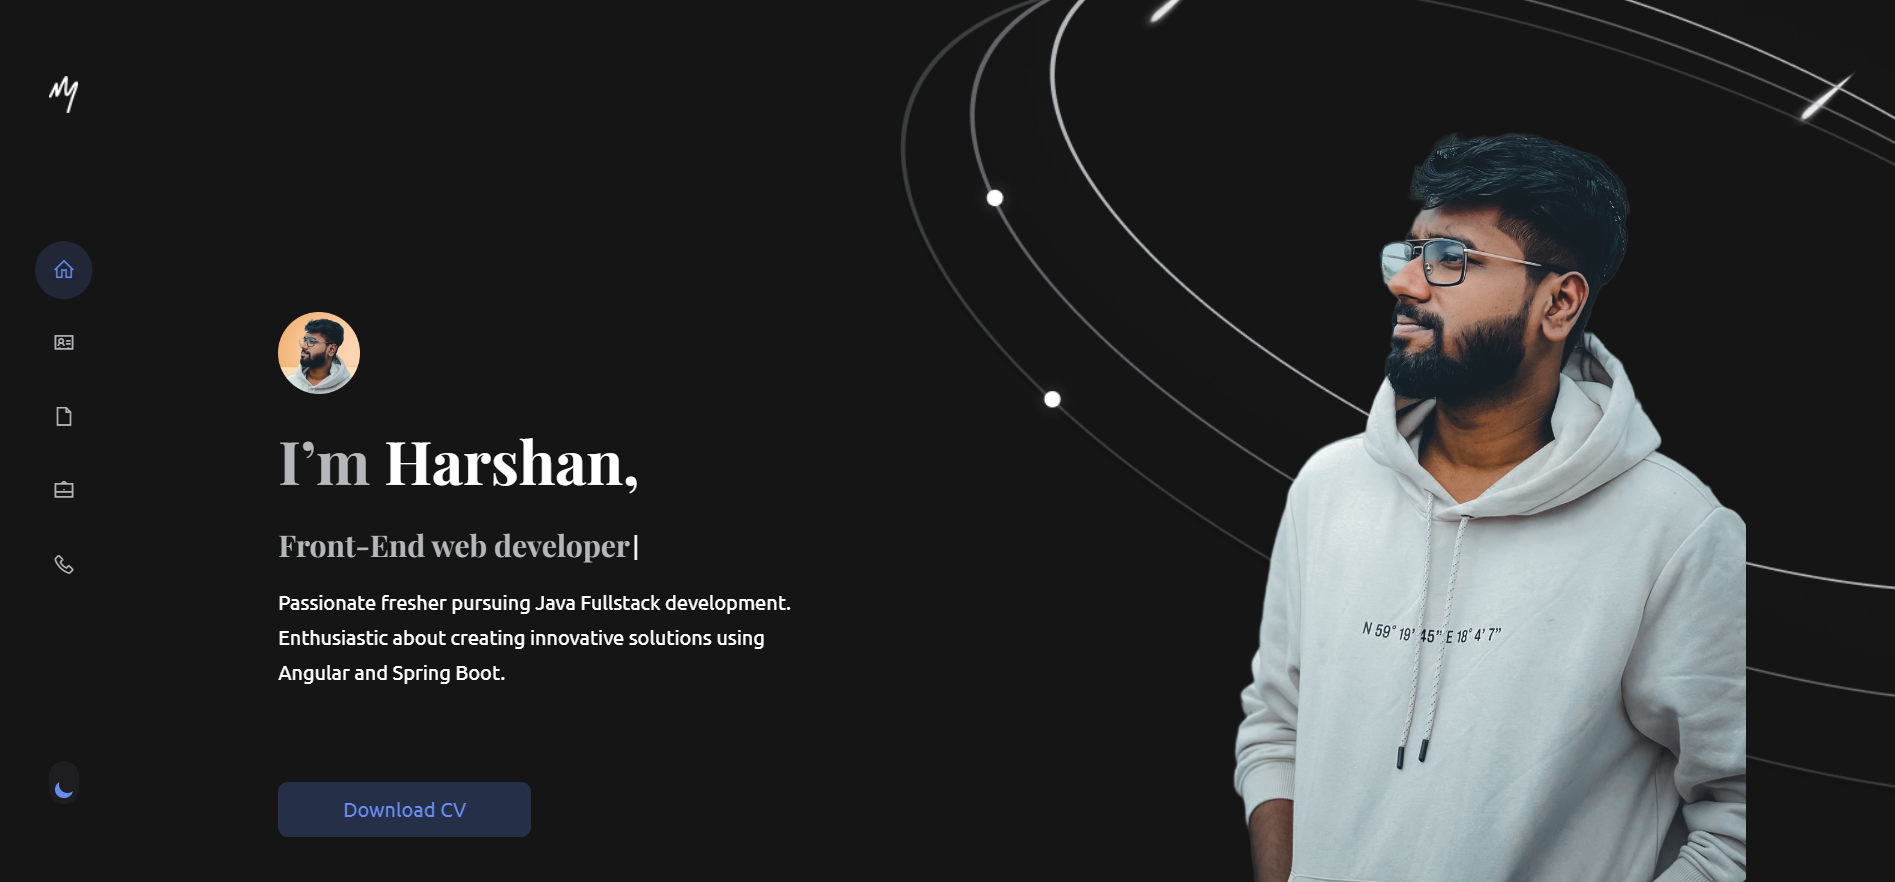 I’m Harshan,
Front-End web developer|
Passionate fresher pursuing Java Fullstack development.
Enthusiastic about creating innovative solutions using
Angular and Spring Boot.
Download CV
N 59° 19' 45" E 18° 4' 7"